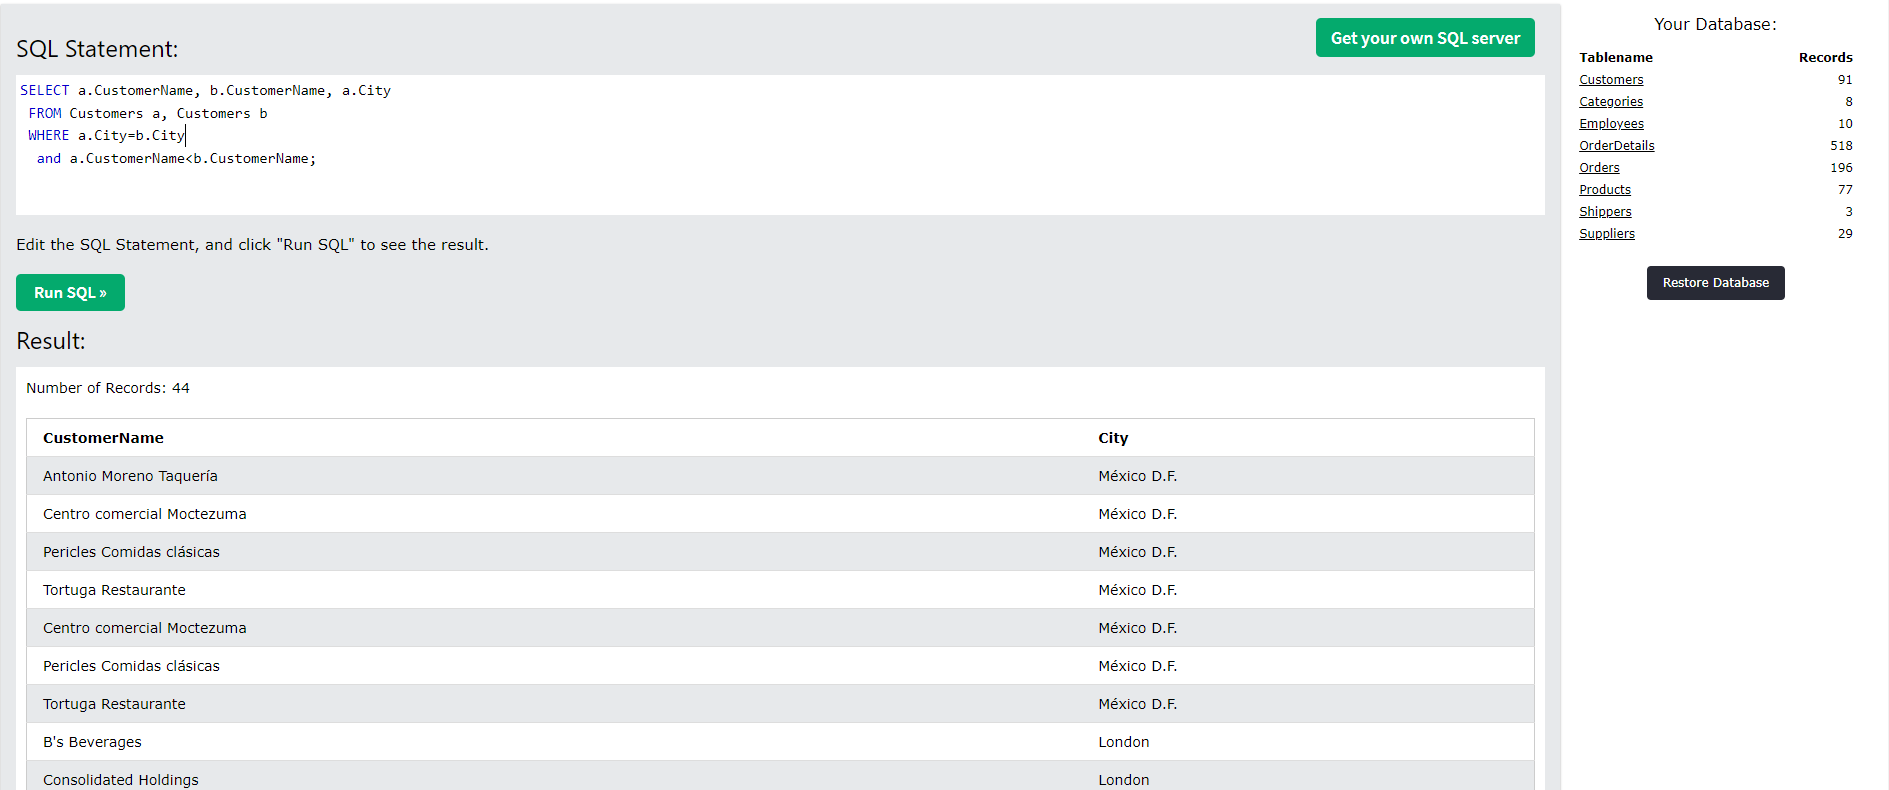 SQL Statement:
Get your own SQL server
SELECT a.CustomerName, b.CustomerName, a.City
FROM Customers a, Customers b
WHERE a.City=b.City
and a.CustomerName<b.CustomerName;
Edit the SQL Statement, and click "Run SQL" to see the result.
Run SQL »
Result:
Number of Records: 44
CustomerName City
Antonio Moreno Taquería México D.F.
Centro comercial Moctezuma México D.F.
Pericles Comidas clásicas México D.F.
Tortuga Restaurante México D.F.
Centro comercial Moctezuma México D.F.
Pericles Comidas clásicas México D.F.
Tortuga Restaurante México D.F.
B's Beverages London
Consolidated Holdings London
Your Database:
Tablename Records
Customers 91
Categories 8
Employees 10
OrderDetails 518
Orders 196
Products 77
Shippers 3
Suppliers 29
Restore Database